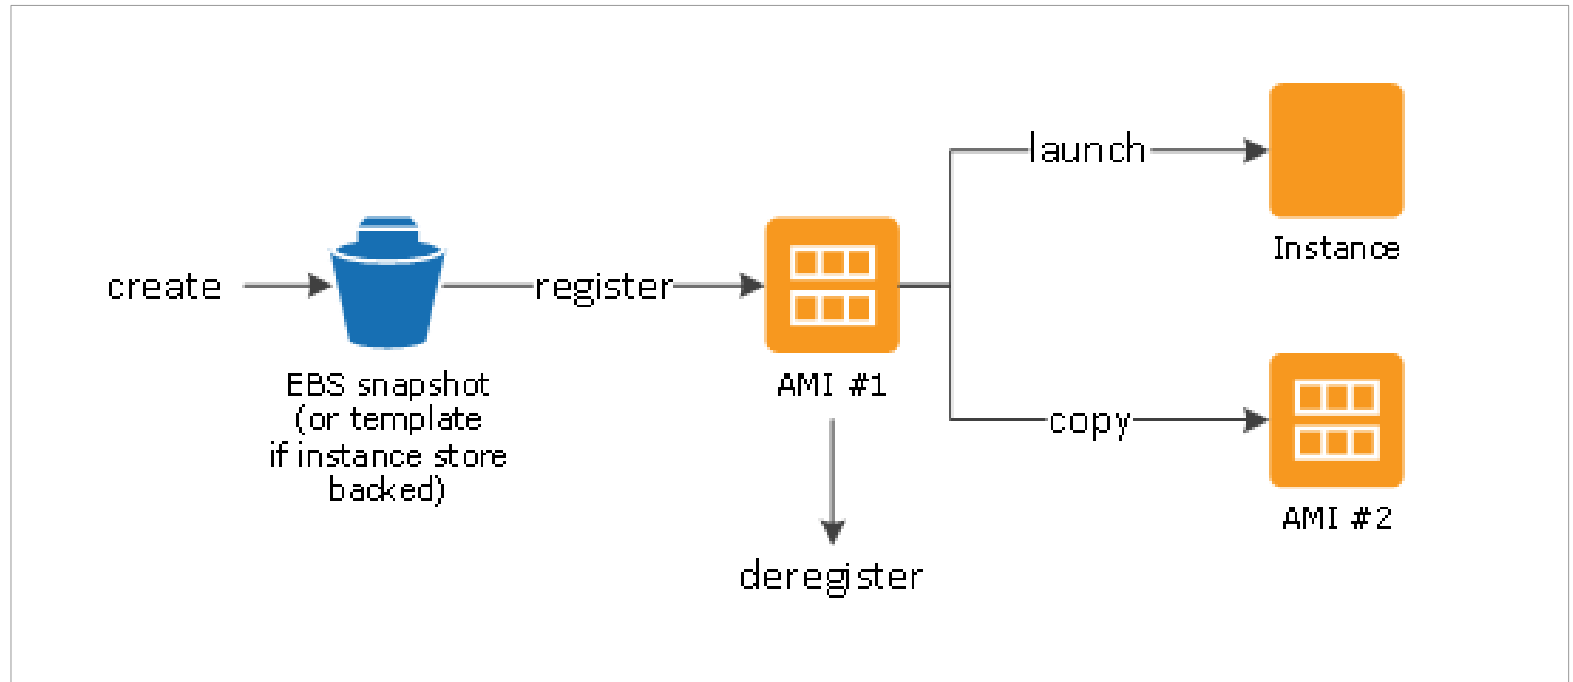 create
EBS snapshot
(or template
if instance store
backed)
register
AMI #1
deregister
launch
Instance
copy
AMI #2